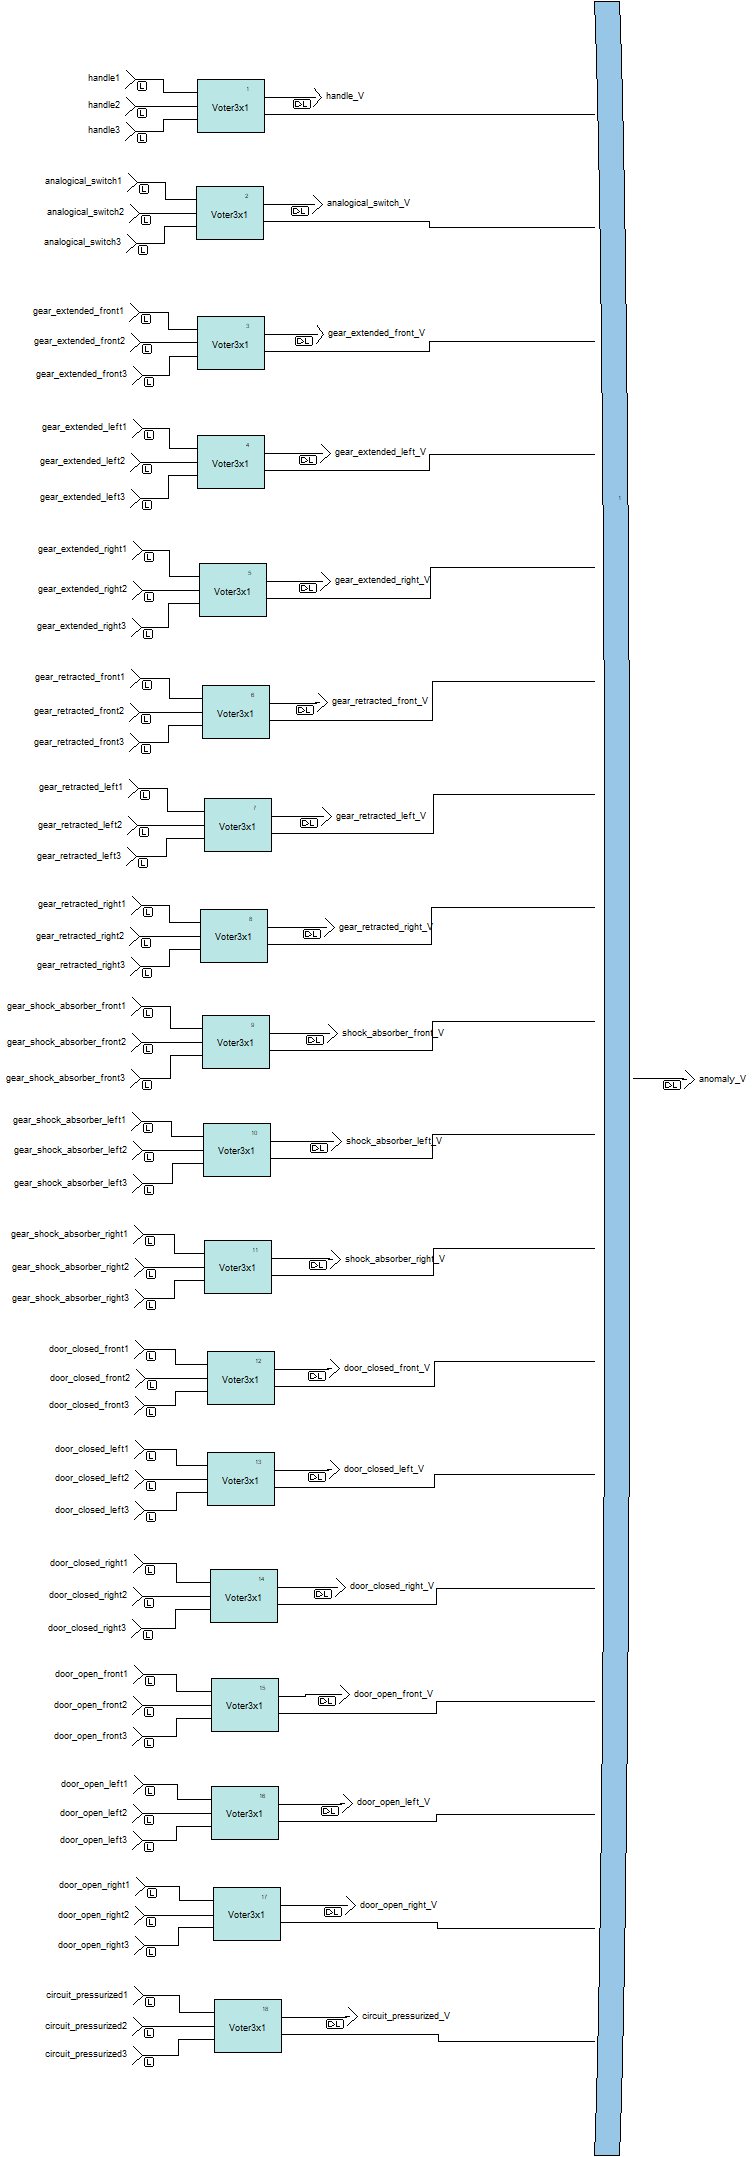 handle1
1
handle_V
handle2
Voter3x1
handle3
analogical_switch1
2
analogical_switch_V
analogical_switch2
Voter3x1
analogical_switch3
gear_extended_front1
3
gear_extended_front_V
gear_extended_front2
Voter3x1
gear_extended_front3
gear_extended_left1
4
gear_extended_left_V
gear_extended_left2
Voter3x1
gear_extended_left3
1
gear_extended_right1
5
gear_extended_right_V
gear_extended_right2
Voter3x1
gear_extended_right3
gear_retracted_front1
6
gear_retracted_front_V
gear_retracted_front2
Voter3x1
gear_retracted_front3
gear_retracted_left1
7
gear_retracted_left_V
gear_retracted_left2
Voter3x1
gear_retracted_left3
gear_retracted_right1
8
gear_retracted_right_V
gear_retracted_right2
Voter3x1
gear_retracted_right3
gear_shock_absorber_front1
9
shock_absorber_front_V
gear_shock_absorber_front2
Voter3x1
gear_shock_absorber_front3
anomaly_V
gear_shock_absorber_left1
10
shock_absorber_left_V
gear_shock_absorber_left2
Voter3x1
gear_shock_absorber_left3
gear_shock_absorber_right1
11
shock_absorber_right_V
gear_shock_absorber_right2
Voter3x1
gear_shock_absorber_right3
door_closed_front1
12
door_closed_front_V
door_closed_front2
Voter3x1
door_closed_front3
door_closed_left1
13
door_closed_left_V
door_closed_left2
Voter3x1
door_closed_left3
door_closed_right1
14
door_closed_right_V
door_closed_right2
Voter3x1
door_closed_right3
door_open_front1
15
door_open_front_V
door_open_front2
Voter3x1
door_open_front3
door_open_left1
16
door_open_left_V
door_open_left2
Voter3x1
door_open_left3
door_open_right1
17
door_open_right_V
door_open_right2
Voter3x1
door_open_right3
circuit_pressurized1
18
circuit_pressurized_V
circuit_pressurized2
Voter3x1
circuit_pressurized3